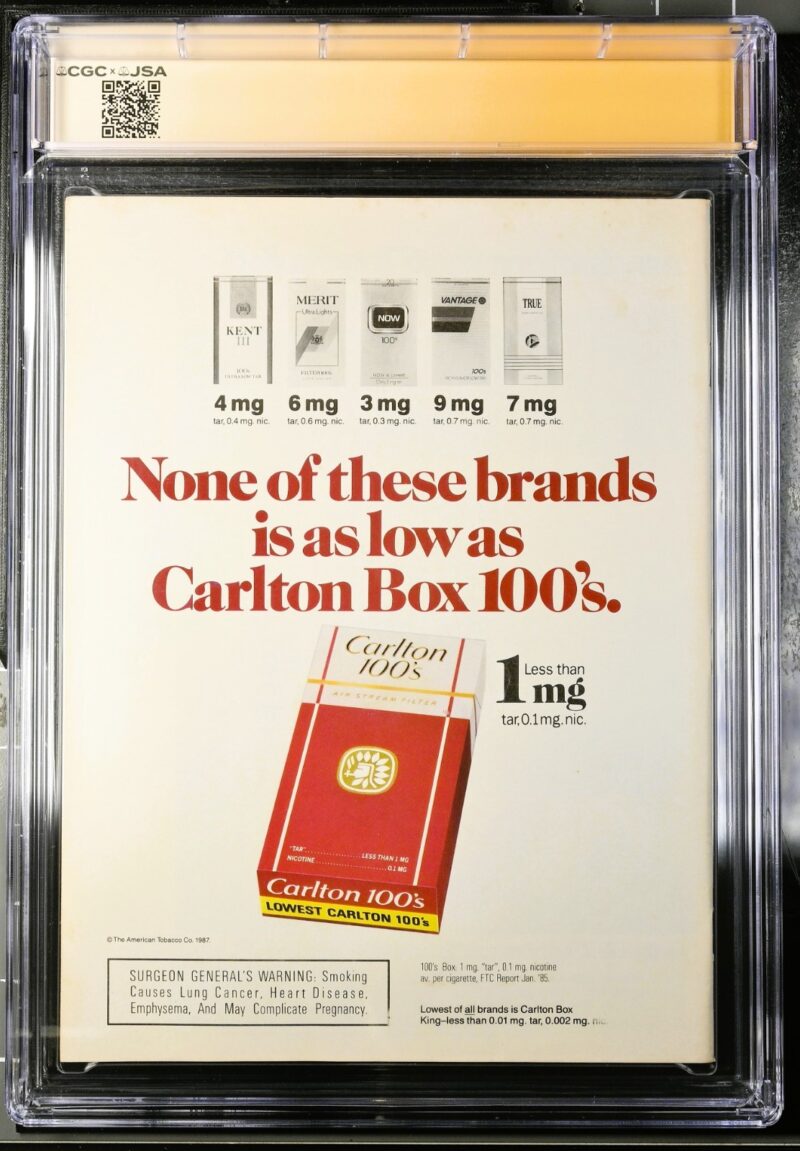 CGC × JSA
KENT
III
100's
MERIT
Ultra Lights
FILTER 100's
20
NOW
100's
VANTAGE
100s
TRUE
4 mg
tar, 0.4 mg. nic.
6 mg
tar, 0.6 mg. nic.
3 mg
tar, 0.3 mg. nic.
9 mg
tar, 0.7 mg. nic.
7 mg
tar, 0.7 mg. nic.
None of these brands
is as low as
Carlton Box 100's.
Carlton
100's
AIR STREAM FILTER
"TAR" .................. LESS THAN 1 MG
NICOTINE .................. 0.1 MG
Carlton 100's
LOWEST CARLTON 100's
Less than
1 mg
tar, 0.1 mg. nic.
© The American Tobacco Co. 1987.
SURGEON GENERAL'S WARNING: Smoking
Causes Lung Cancer, Heart Disease,
Emphysema, And May Complicate Pregnancy.
100's Box: 1 mg. "tar", 0.1 mg. nicotine
av. per cigarette, FTC Report Jan. '85.
Lowest of all brands is Carlton Box
King–less than 0.01 mg. tar, 0.002 mg. nic.